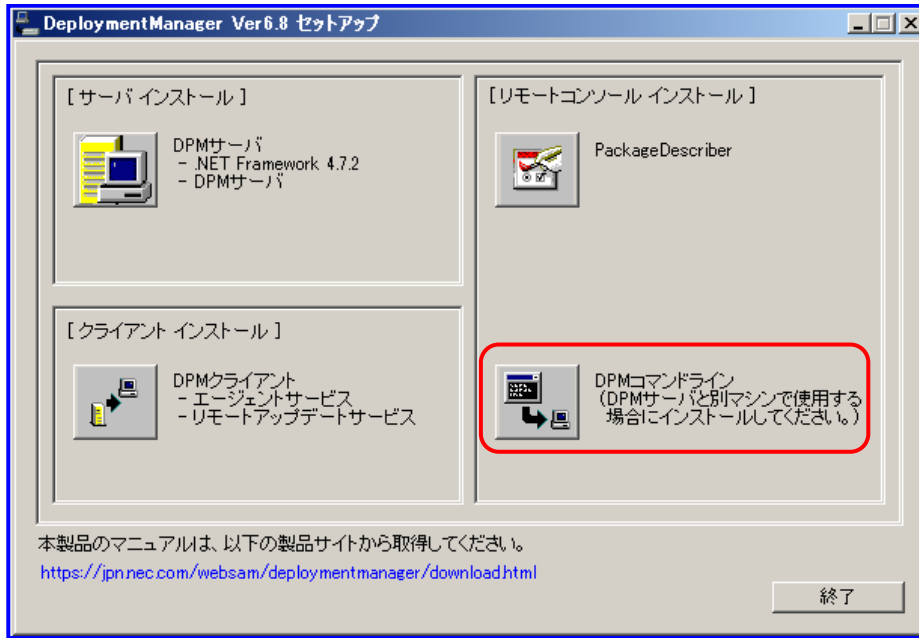 DeploymentManager Ver6.8 セットアップ
[ サーバ インストール ]
DPMサーバ
- .NET Framework 4.7.2
- DPMサーバ
[ クライアント インストール ]
DPMクライアント
- エージェントサービス
- リモートアップデートサービス
[ リモートコンソール インストール ]
PackageDescriber
DPMコマンドライン
(DPMサーバと別マシンで使用する
場合にインストールしてください。)
本製品のマニュアルは、以下の製品サイトから取得してください。
https://jpn.nec.com/websam/deploymentmanager/download.html
終了